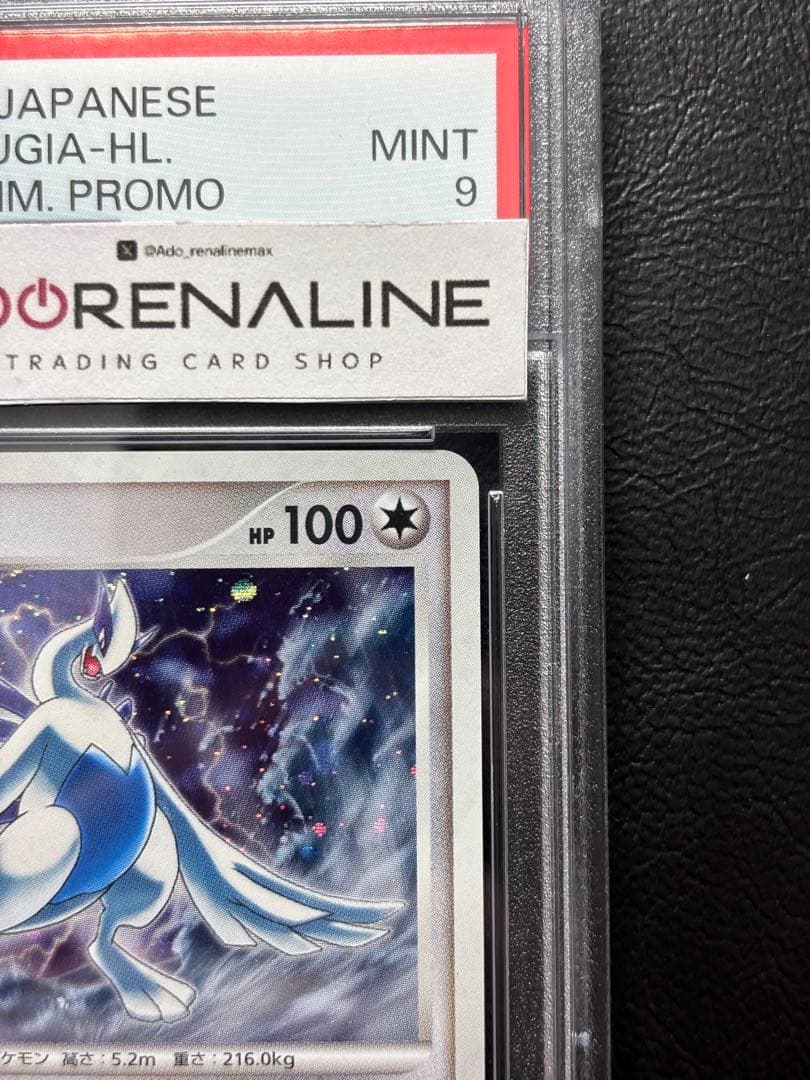 JAPANESE
UGIA-HL.
MINT
IM. PROMO
9
@Ado_renalinemax
ORENALINE
TRADING CARD SHOP
HP 100
ケモン 高さ:5.2m 重さ:216.0kg